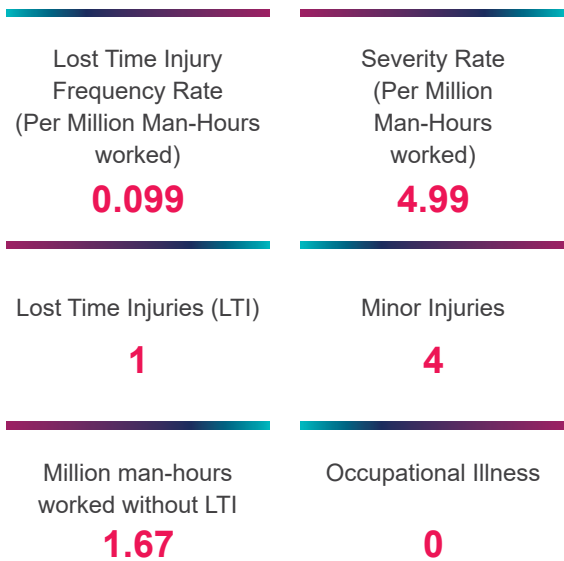 Lost Time Injury
Frequency Rate
(Per Million Man-Hours
worked)
0.099
Severity Rate
(Per Million
Man-Hours
worked)
4.99
Lost Time Injuries (LTI)
1
Minor Injuries
4
Million man-hours
worked without LTI
1.67
Occupational Illness
0